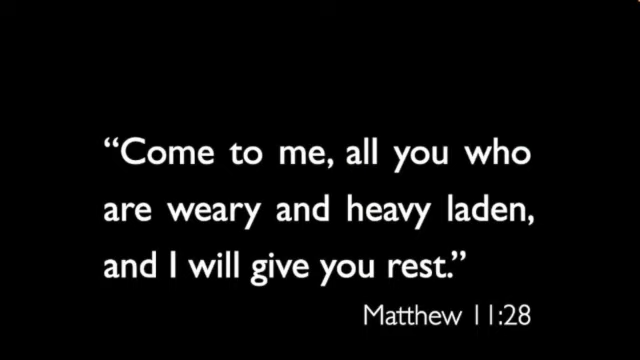 “Come to me, all you who
are weary and heavy laden,
and I will give you rest.”
Matthew 11:28